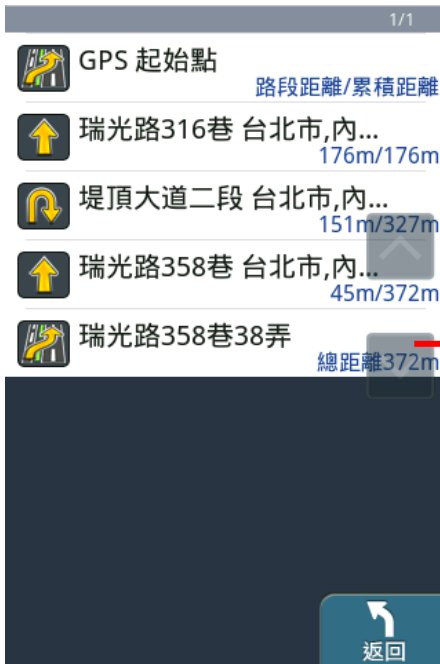 1/1
GPS 起始點
路段距離/累積距離
瑞光路316巷 台北市,內...
176m/176m
堤頂大道二段 台北市,內...
151m/327m
瑞光路358巷 台北市,內...
45m/372m
瑞光路358巷38弄
總距離372m
返回